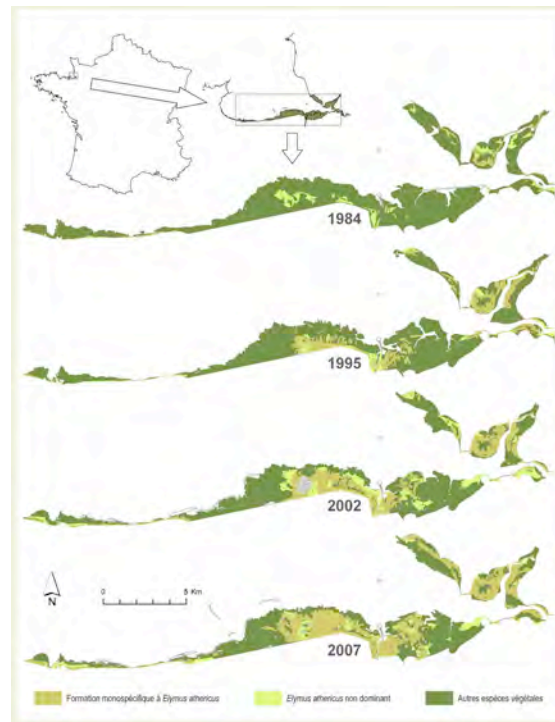 1984
1995
2002
2007
N
0 5 Km
Formation monospécifique à Elymus athericus
Elymus athericus non dominant
Autres espèces végétales